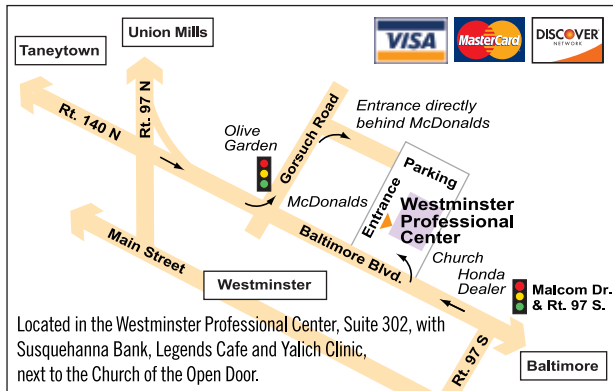 Union Mills
Taneytown
VISA
MasterCard
DISCOVER
NETWORK
Rt. 140 N
Rt. 97 N
Olive
Garden
Gorsuch Road
Entrance directly
behind McDonalds
Parking
Entrance
McDonalds
Westminster
Professional
Center
Baltimore Blvd.
Church
Honda
Dealer
Main Street
Westminster
Malcom Dr.
& Rt. 97 S.
Rt. 97 S
Baltimore
Located in the Westminster Professional Center, Suite 302, with
Susquehanna Bank, Legends Cafe and Yalich Clinic,
next to the Church of the Open Door.